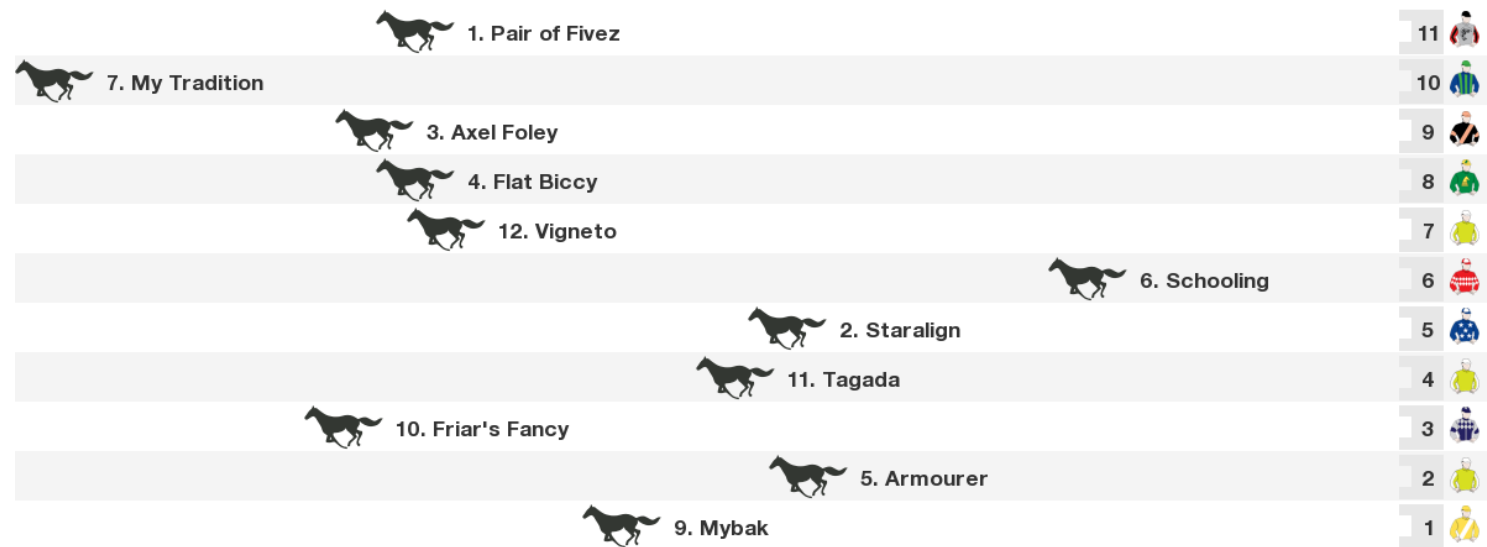 1. Pair of Fivez 11
7. My Tradition 10
3. Axel Foley 9
4. Flat Biccy 8
12. Vigneto 7
6. Schooling 6
2. Staralign 5
11. Tagada 4
10. Friar's Fancy 3
5. Armourer 2
9. Mybak 1